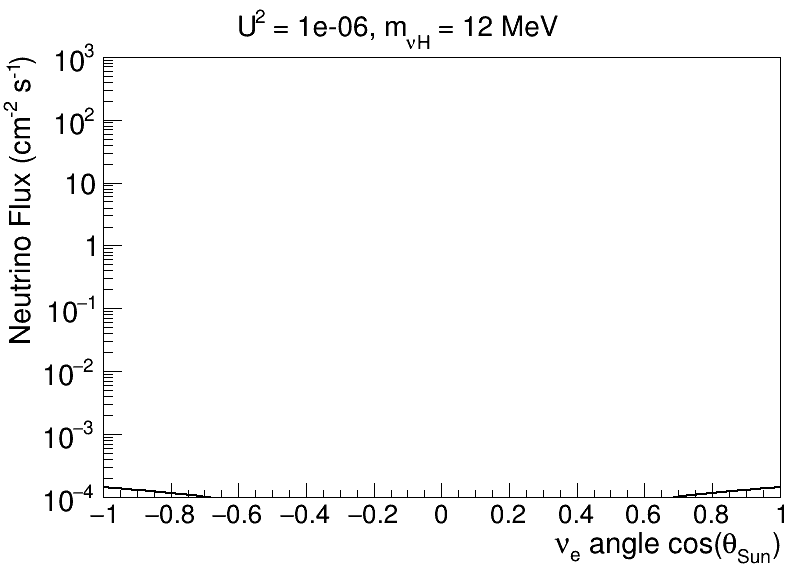 U² = 1e-06, m_νH = 12 MeV
Neutrino Flux (cm⁻² s⁻¹)
10³
10²
10
1
10⁻¹
10⁻²
10⁻³
10⁻⁴
−1 −0.8 −0.6 −0.4 −0.2 0 0.2 0.4 0.6 0.8 1
ν_e angle cos(θ_Sun)